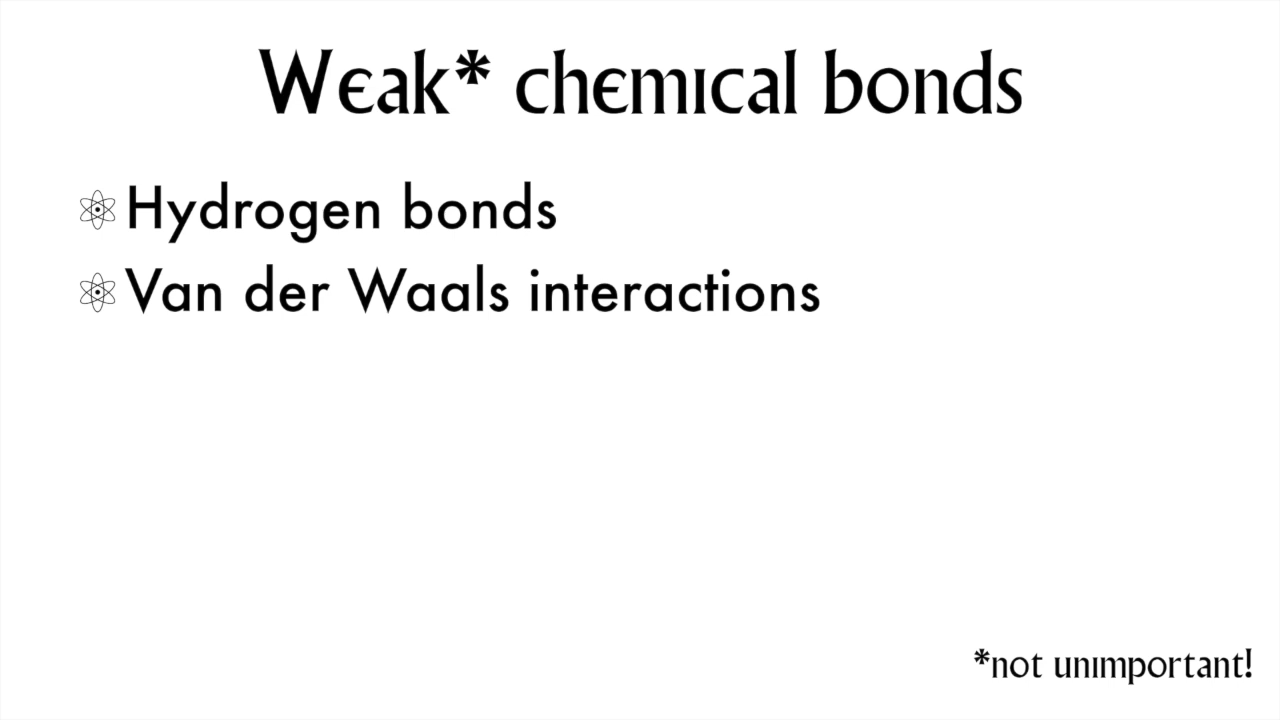 Weak* chemical bonds
Hydrogen bonds
Van der Waals interactions
*not unimportant!